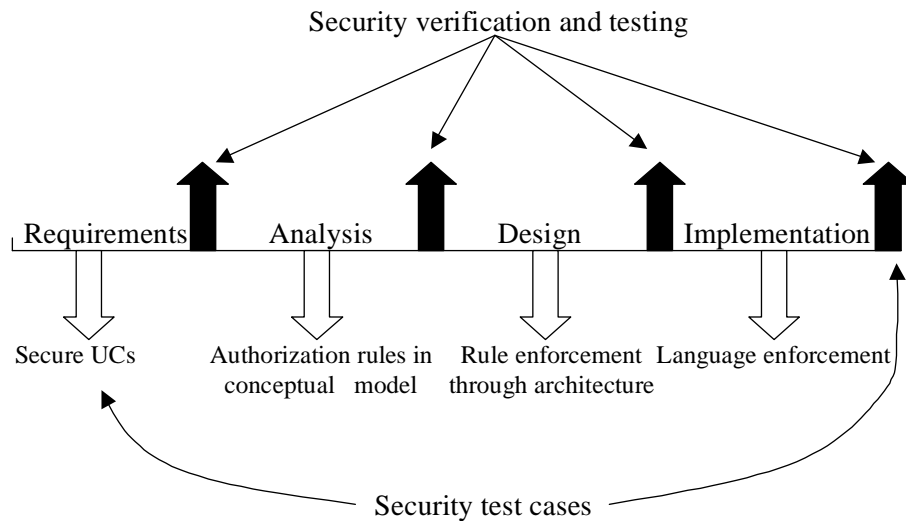 Security verification and testing
Requirements Analysis Design Implementation
Secure UCs
Authorization rules in
conceptual model
Rule enforcement
through architecture
Language enforcement
Security test cases